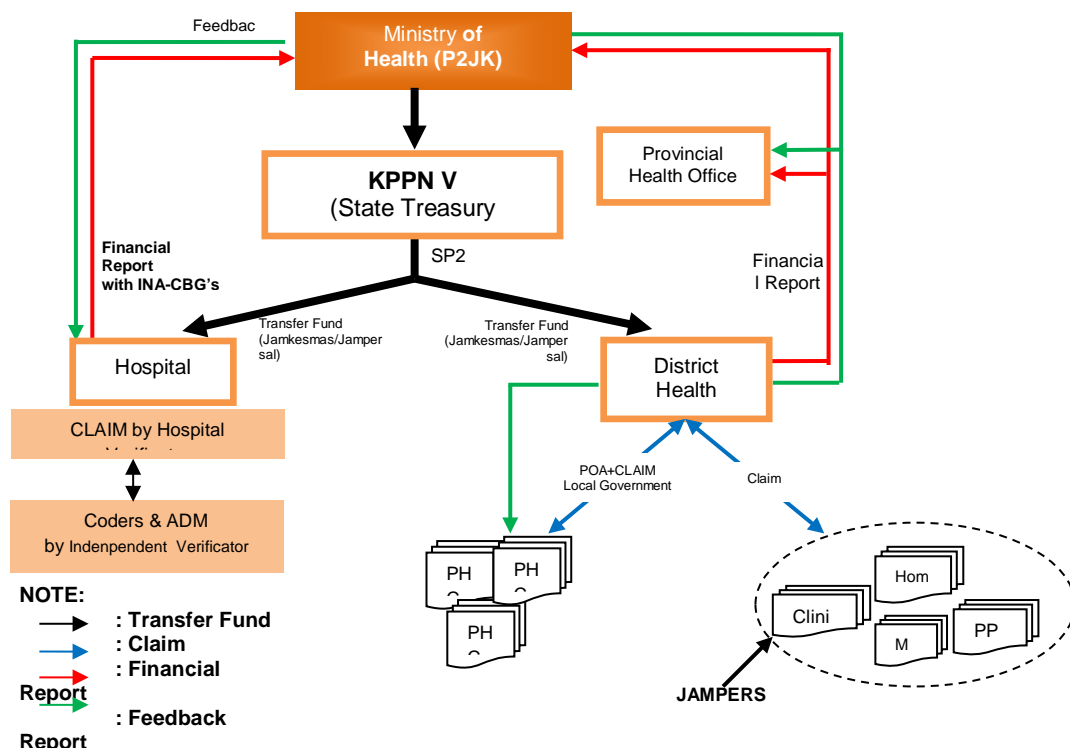 Feedbac
Ministry of
Health (P2JK)
Provincial
Health Office
KPPN V
(State Treasury
SP2
Financial
Report
with INA-CBG's
Financia
l Report
Transfer Fund
(Jamkesmas/Jamper
sal)
Transfer Fund
(Jamkesmas/Jamper
sal)
Hospital
District
Health
CLAIM by Hospital
POA+CLAIM
Local Government
Claim
Coders & ADM
by Indenpendent Verificator
PH
PH
PH
Hom
Clini
M
PP
JAMPERS
NOTE:
: Transfer Fund
: Claim
: Financial
Report
: Feedback
Report